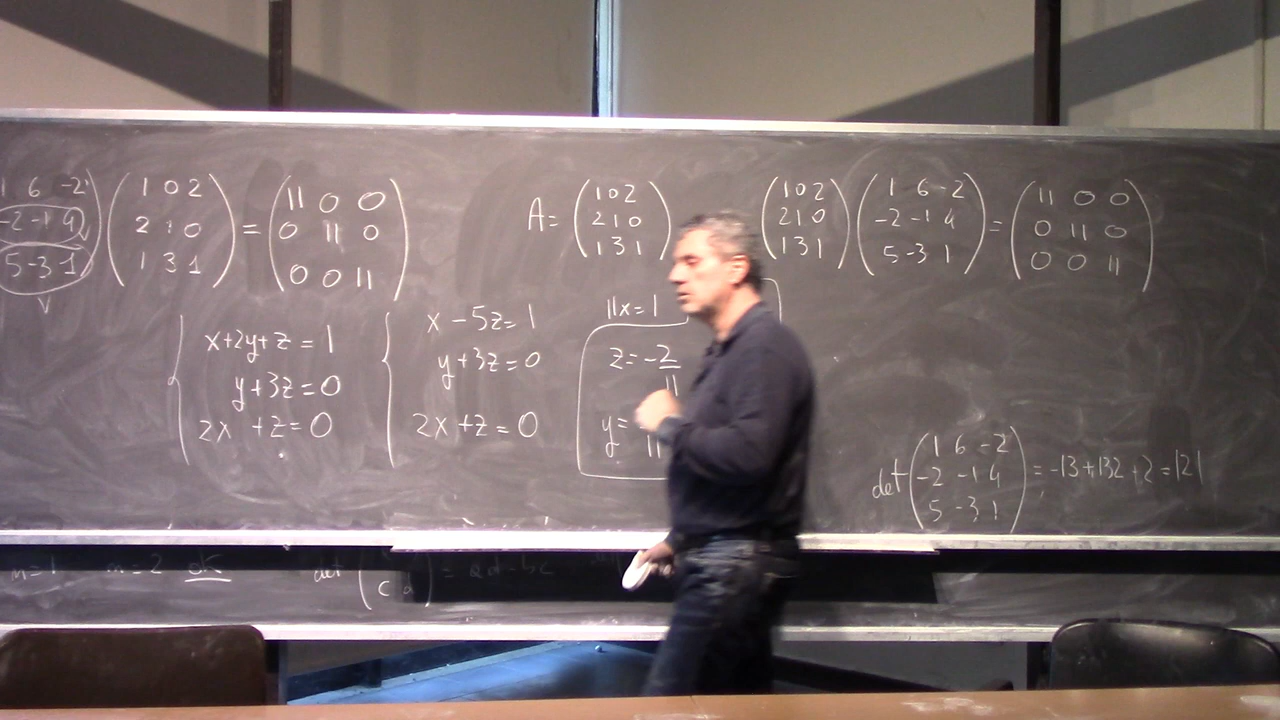 1 6 -2 1 0 2 11 0 0
-2 -1 4 2 1 0 = 0 11 0
5 -3 1 1 3 1 0 0 11
1 0 2
A= 2 1 0
1 3 1
1 0 2 1 6 -2 11 0 0
2 1 0 -2 -1 4 = 0 11 0
1 3 1 5 -3 1 0 0 11
x+2y+z=1
y+3z=0
2x +z=0
x-5z=1
y+3z=0
2x+z=0
11x=1
z=-2/11
y= 11
1 6 -2
det -2 -1 4 = -13+132+2=121
5 -3 1
n=1 n=2 ok det = ad-bc
c d